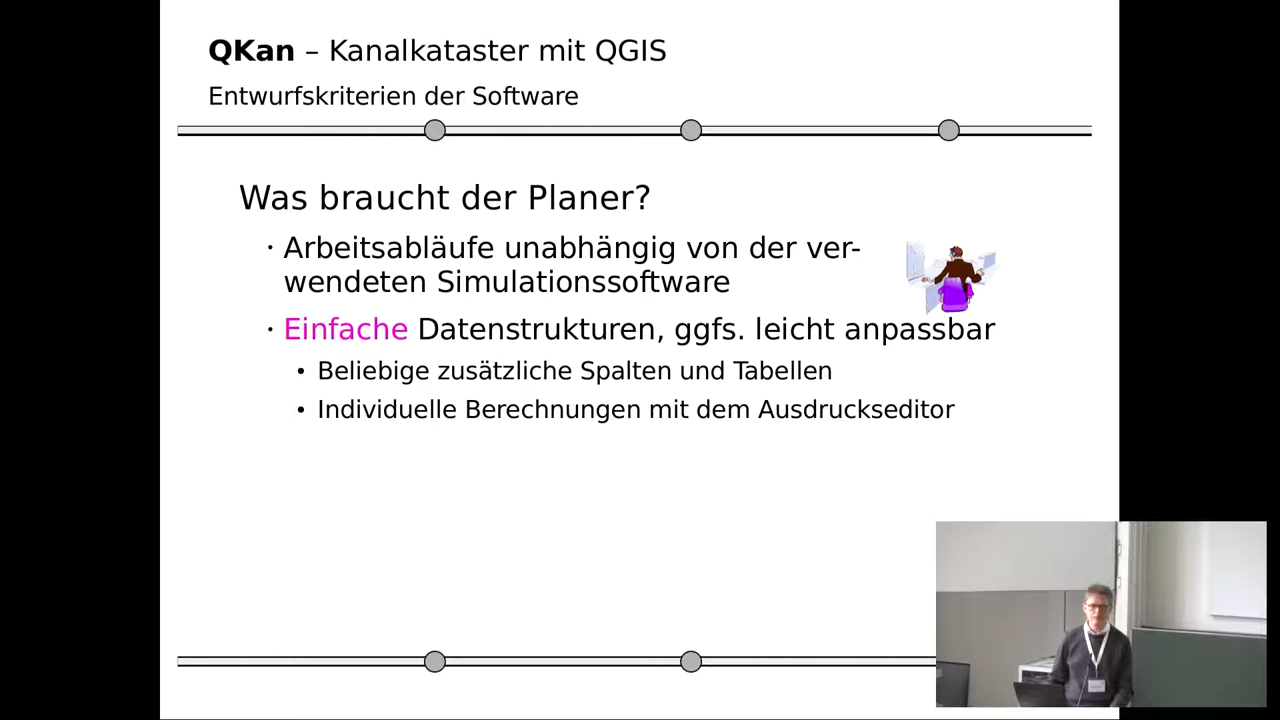 QKan – Kanalkataster mit QGIS
Entwurfskriterien der Software
Was braucht der Planer?
· Arbeitsabläufe unabhängig von der ver-
wendeten Simulationssoftware
· Einfache Datenstrukturen, ggfs. leicht anpassbar
• Beliebige zusätzliche Spalten und Tabellen
• Individuelle Berechnungen mit dem Ausdruckseditor